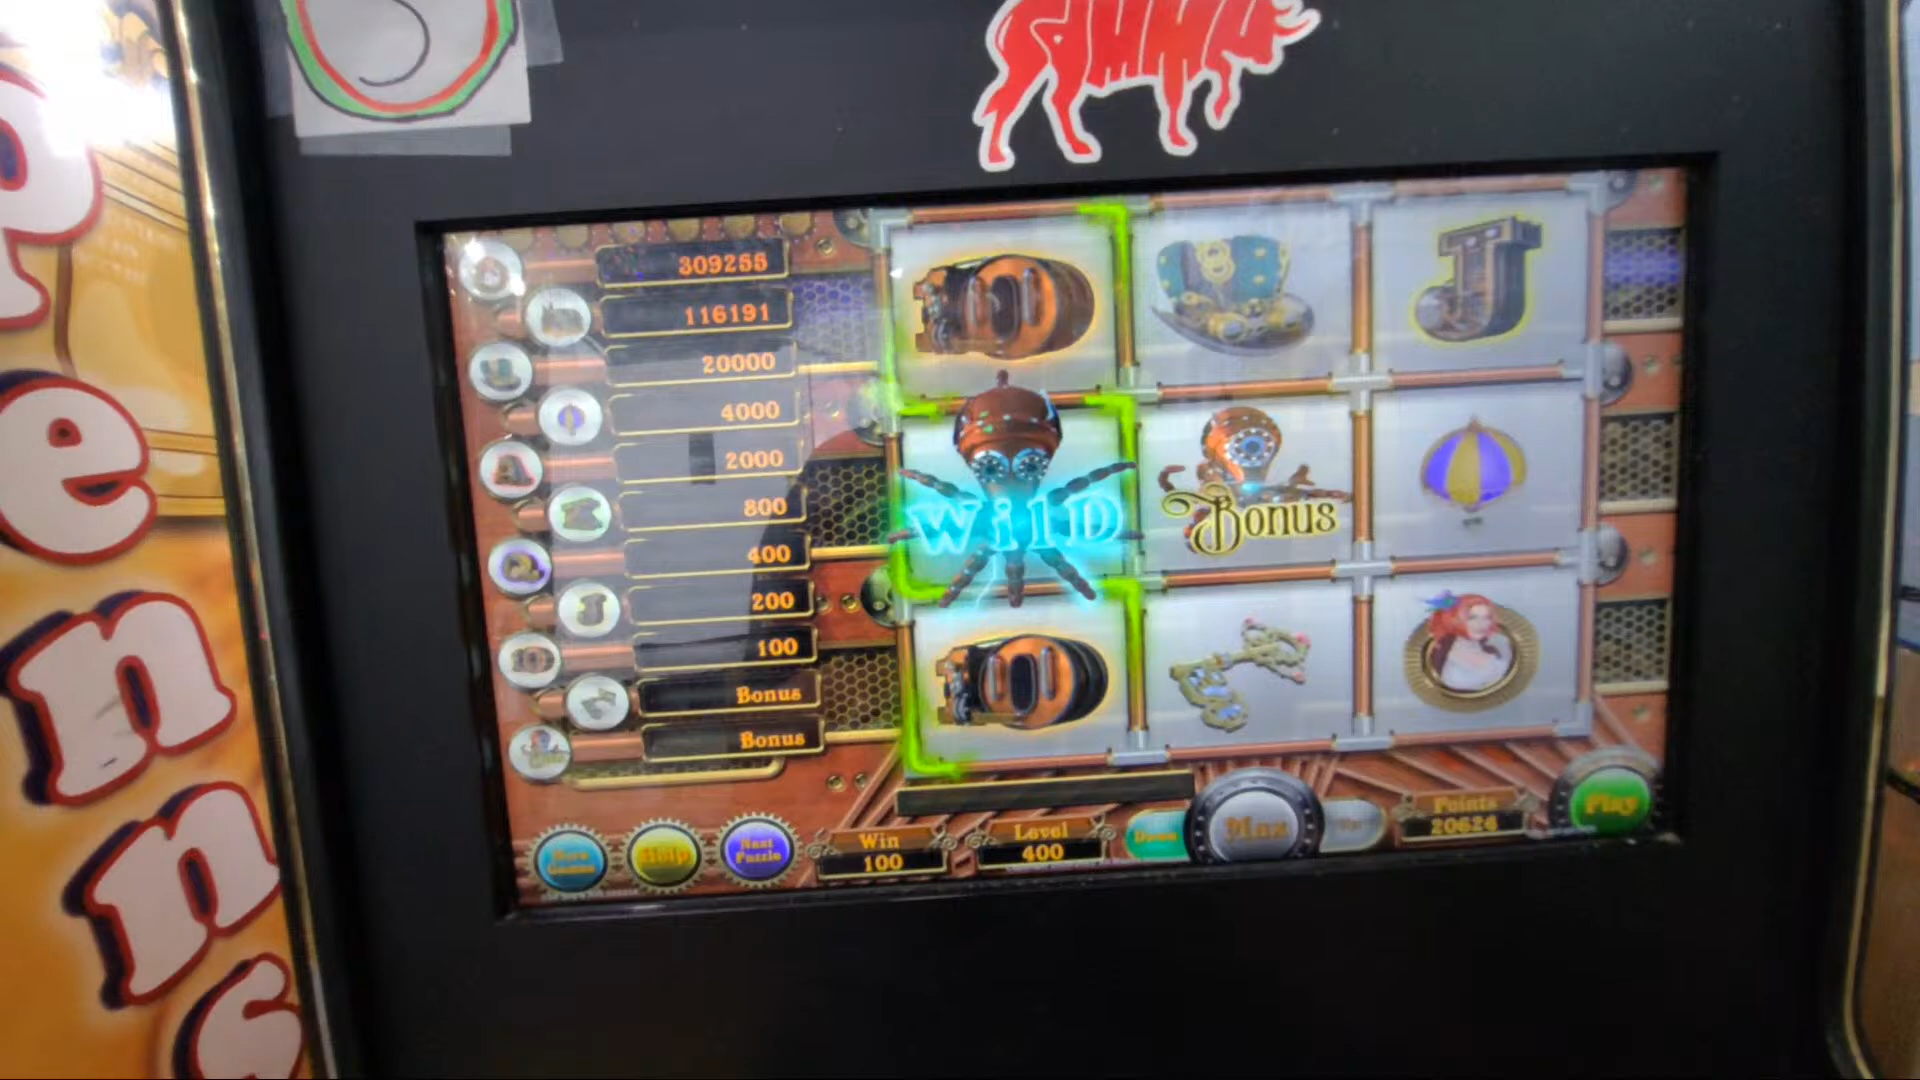 Penns
309255
116191
20000
4000
2000
800
400
200
100
Bonus
Bonus
J
WilD
Bonus
Help
Next
Puzzle
Win
100
Level
400
Max
Points
20624
Play